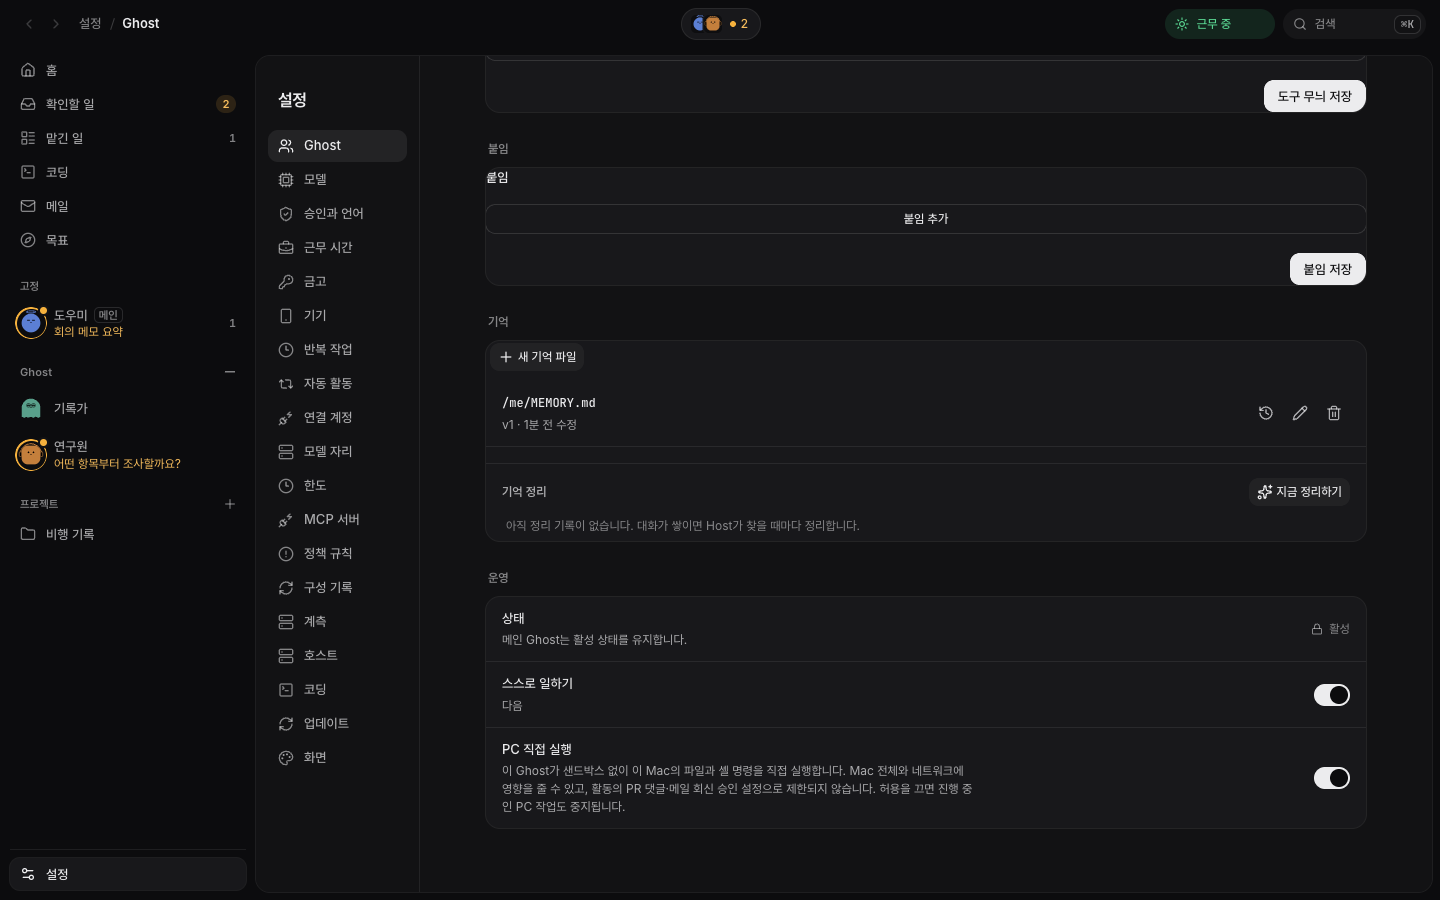 설정 / Ghost
2
근무 중
검색
⌘K
홈
확인할 일
2
맡긴 일
1
코딩
메일
목표
고정
도우미 메인
회의 메모 요약
1
Ghost
기록가
연구원
어떤 항목부터 조사할까요?
프로젝트
비행 기록
설정
설정
Ghost
모델
승인과 언어
근무 시간
금고
기기
반복 작업
자동 활동
연결 계정
모델 자리
한도
MCP 서버
정책 규칙
구성 기록
계측
호스트
코딩
업데이트
화면
도구 무늬 저장
붙임
붙임
붙임 추가
붙임 저장
기억
새 기억 파일
/me/MEMORY.md
v1 · 1분 전 수정
기억 정리
지금 정리하기
아직 정리 기록이 없습니다. 대화가 쌓이면 Host가 찾을 때마다 정리합니다.
운영
상태
메인 Ghost는 활성 상태를 유지합니다.
활성
스스로 일하기
다음
PC 직접 실행
이 Ghost가 샌드박스 없이 이 Mac의 파일과 셸 명령을 직접 실행합니다. Mac 전체와 네트워크에
영향을 줄 수 있고, 활동의 PR 댓글·메일 회신 승인 설정으로 제한되지 않습니다. 허용을 끄면 진행 중
인 PC 작업도 중지됩니다.